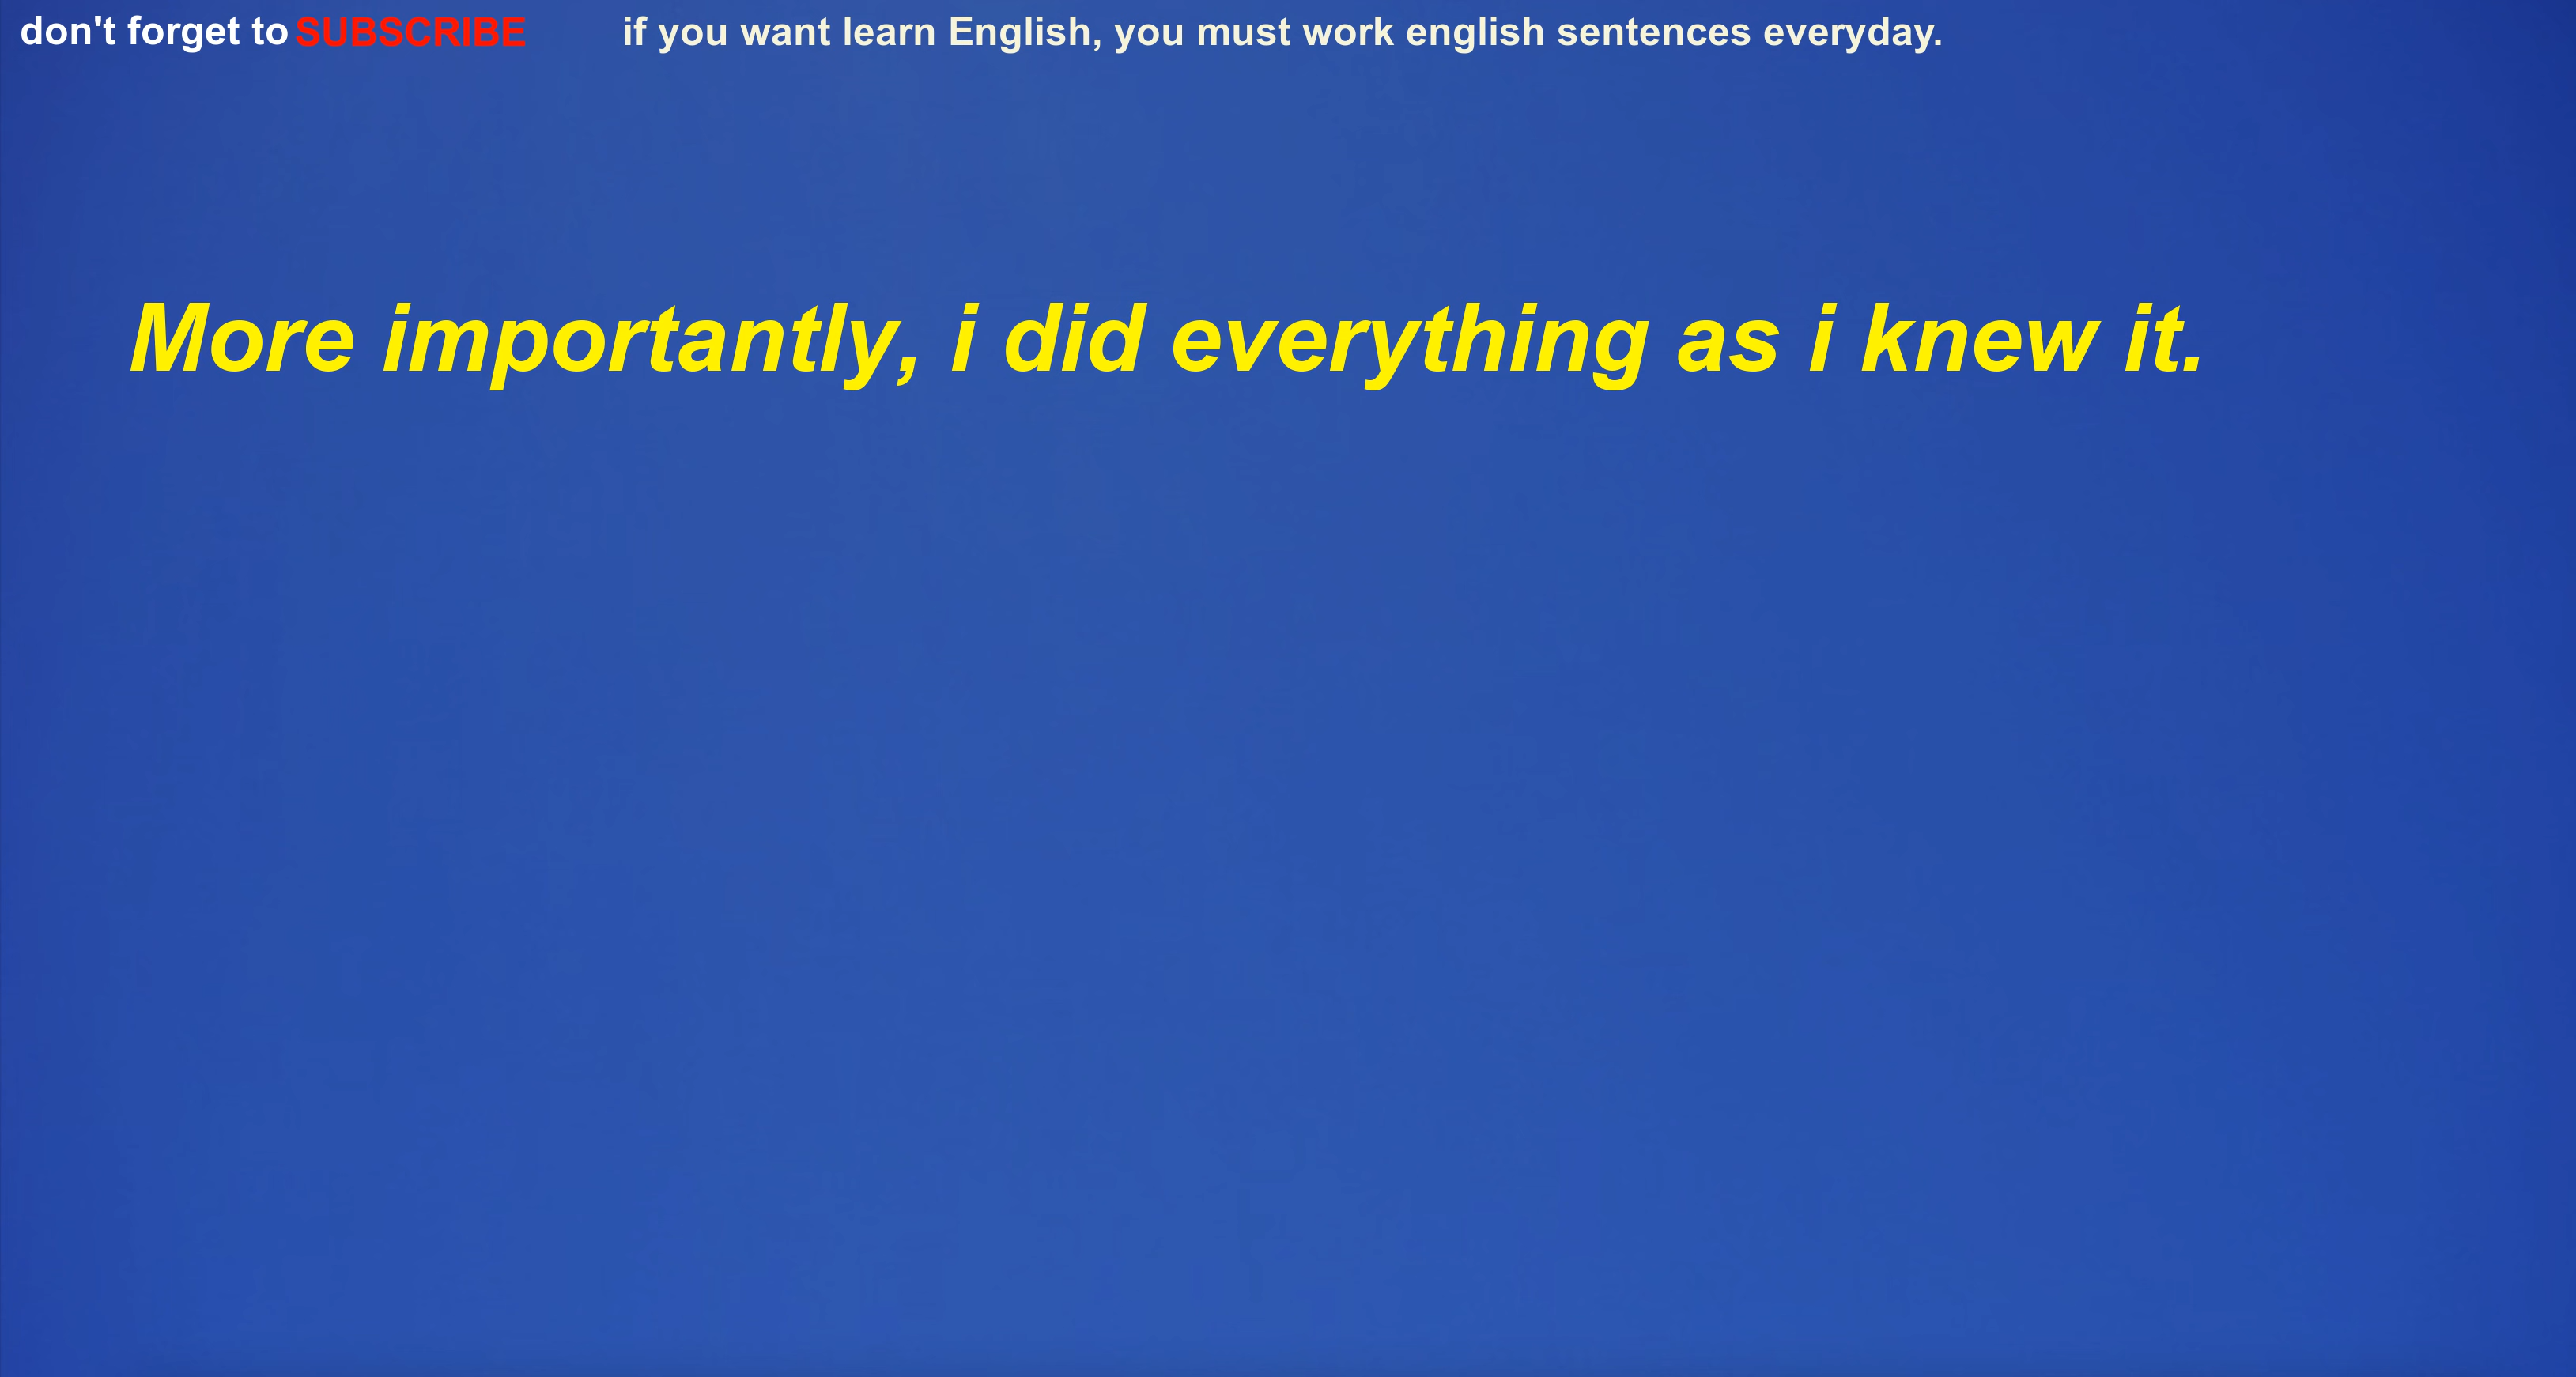 don't forget to SUBSCRIBE if you want learn English, you must work english sentences everyday.
More importantly, i did everything as i knew it.